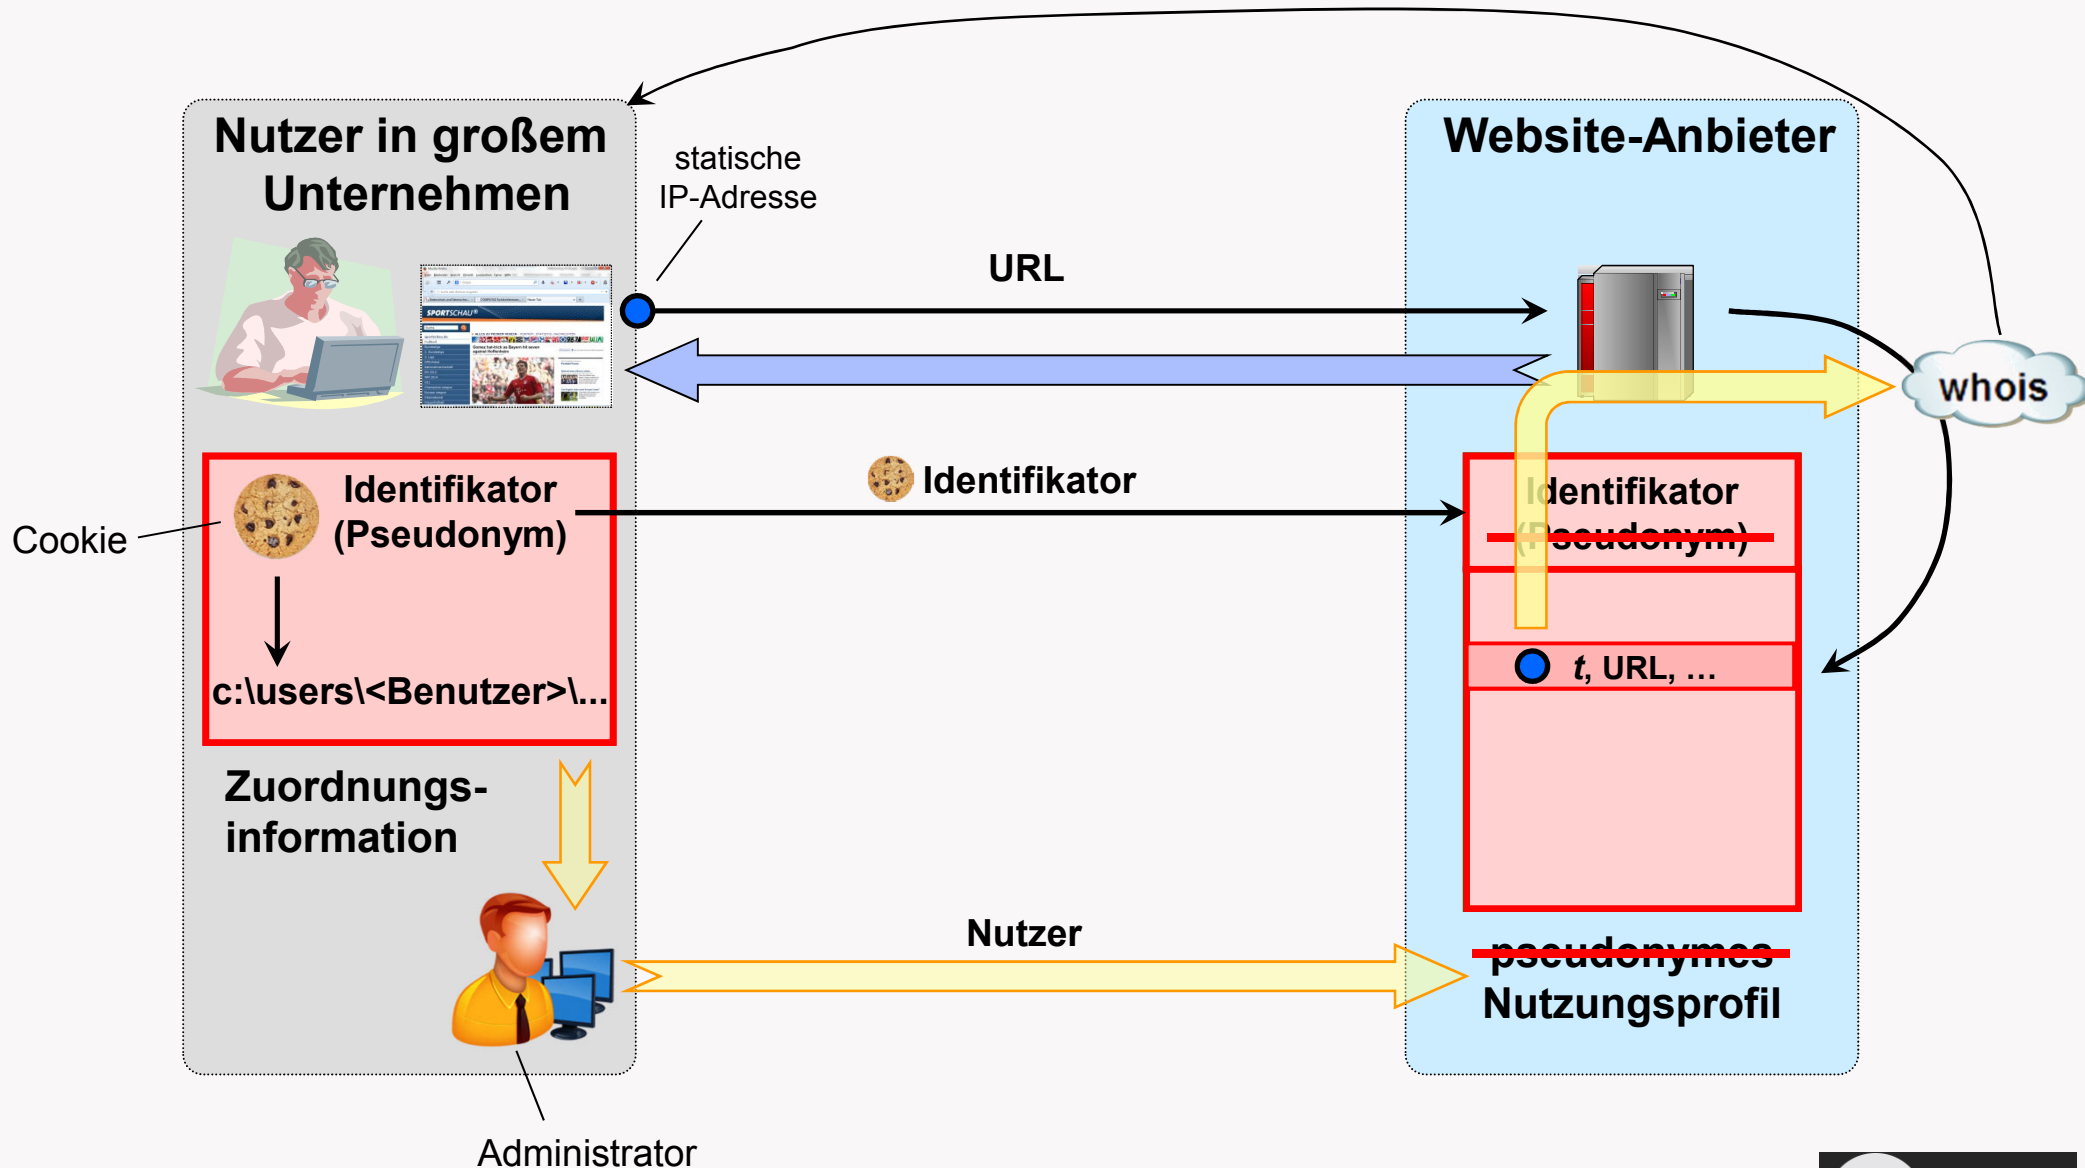 Nutzer in großem
Unternehmen
statische
IP-Adresse
Website-Anbieter
URL
SPORTSCHAU
whois
Cookie
Identifikator
(Pseudonym)
c:\users\<Benutzer>\...
Identifikator
Identifikator
(Pseudonym)
t, URL, …
Zuordnungs-
information
Nutzer
pseudonymes
Nutzungsprofil
Administrator